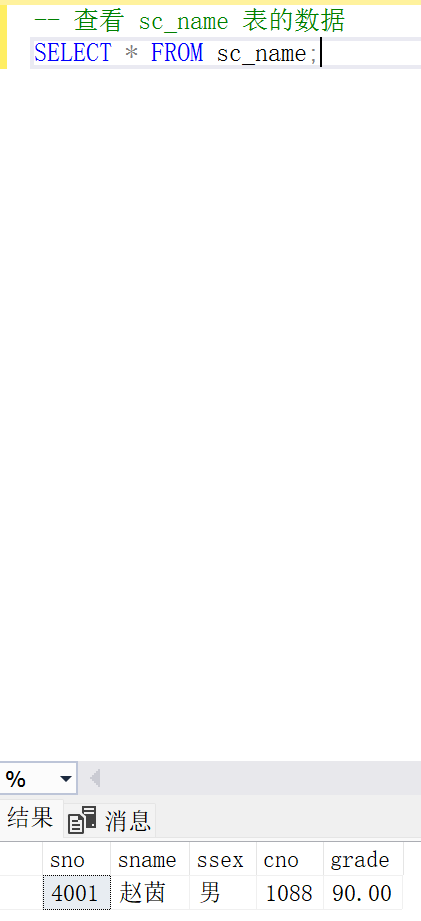 -- 查看 sc_name 表的数据
SELECT * FROM sc_name;
%
结果 消息
sno sname ssex cno grade
4001 赵茵 男 1088 90.00